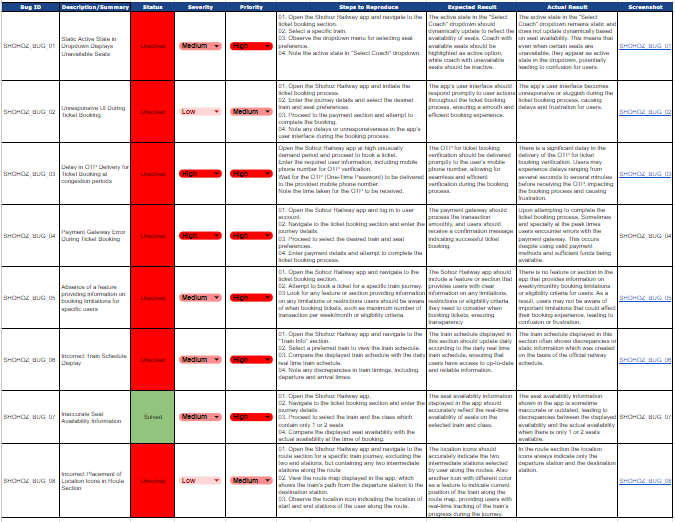 Bug ID Description/Summary Status Severity Priority Steps to Reproduce Expected Result Actual Result Screenshot
SHOHOZ_BUG_01
Static Active State in
Dropdown Displays
Unavailable Seats
Unsolved
Medium
High
01. Open the Shohoz Railway app and navigate to the
ticket booking section.
02. Select a specific train.
03. Observe the dropdown menu for selecting seat
preference.
04. Note the active state in "Select Coach" dropdown.
The active state in the "Select
Coach" dropdown should
dynamically update to reflect the
availability of seats. Coach with
available seats should be
highlighted as active option,
while coach with unavailable
seats should be inactive.
The active state in the "Select
Coach" dropdown remains static and
does not update dynamically based
on seat availability. This means that
even when certain seats are
unavailable, they appear as active
state in the dropdown, potentially
leading to confusion for users.
SHOHOZ_BUG_01
SHOHOZ_BUG_02
Unresponsive UI During
Ticket Booking
Unsolved
Low
Medium
01. Open the Shohoz Railway app and initiate the
ticket booking process.
02. Enter the journey details and select the desired
train and seat preferences.
03. Proceed to the payment section and attempt to
complete the booking.
04. Note any delays or unresponsiveness in the app's
user interface during the booking process.
The app's user interface should
respond promptly to user actions
throughout the ticket booking
process, ensuring a smooth and
efficient booking experience.
The app's user interface becomes
unresponsive or sluggish during the
ticket booking process, causing
delays and frustration for users.
SHOHOZ_BUG_02
SHOHOZ_BUG_03
Delay in OTP Delivery for
Ticket Booking at
congestion periods
Unsolved
High
High
Open the Shohoz Railway app at high unusually
demand period and proceed to book a ticket.
Enter the required user information, including mobile
phone number for OTP verification.
Wait for the OTP (One-Time Password) to be delivered
to the provided mobile phone number.
Note the time taken for the OTP to be received.
The OTP for ticket booking
verification should be delivered
promptly to the user's mobile
phone number, allowing for
seamless and efficient
verification during the booking
process.
There is a significant delay in the
delivery of the OTP for ticket
booking verification. Users may
experience delays ranging from
several seconds to several minutes
before receiving the OTP, impacting
the booking process and causing
frustration.
SHOHOZ_BUG_03
SHOHOZ_BUG_04
Payment Gateway Error
During Ticket Booking
Unsolved
High
High
01. Open the Shohoz Railway app and log in to user
account.
02. Navigate to the ticket booking section and enter the
journey details.
03. Proceed to select the desired train and seat
preferences.
04. Enter payment details and attempt to complete the
ticket booking process.
The payment gateway should
process the transaction
smoothly, and users should
receive a confirmation message
indicating successful ticket
booking.
Upon attempting to complete the
ticket booking process, Sometimes
and specially at the peak times
users encounter errors with the
payment gateway. This occurs
despite using valid payment
methods and sufficient funds being
available.
SHOHOZ_BUG_04
SHOHOZ_BUG_05
Absence of a feature
providing information on
booking limitations for
specific users
Unsolved
Medium
High
01. Open the Shohoz Railway app and navigate to the
ticket booking section.
02. Attempt to book a ticket for a specific train journey.
03 Look for any feature or section providing information
on any limitations or restrictions users should be aware
of when booking tickets, such as maximum number of
transaction per week/month or eligibility criteria.
The Sohoz Railway app should
include a feature or section that
provides users with clear
information on any limitations,
restrictions or eligibility criteria
they need to consider when
booking tickets, ensuring
transparency
There is no feature or section in the
app that provides information on
weekly/monthly booking limitations
or eligibility criteria for users. As a
result, users may not be aware of
important limitations that could affect
their booking experience, leading to
confusion or frustration.
SHOHOZ_BUG_05
SHOHOZ_BUG_06
Incorrect Train Schedule
Display
Unsolved
Medium
High
01. Open the Shohoz Railway app and navigate to the
"Train Info" section.
02. Select a preferred train to view the train schedule.
03. Compare the displayed train schedule with the daily
real time train schedule.
04. Note any discrepancies in train timings, including
departure and arrival times.
The train schedule displayed in
this section should update daily
according to the daily real time
train schedule, ensuring that
users have access to up-to-date
and reliable information.
The train schedule displayed in this
section often shows discrepancies or
static information which was created
on the basis of the official railway
schedule.
SHOHOZ_BUG_06
SHOHOZ_BUG_07
Inaccurate Seat
Availability Information
Solved
Medium
High
01. Open the Shohoz Railway app.
02. Navigate to the ticket booking section and enter the
journey details.
03. Proceed to select the train and the class which
contain only 1 or 2 seats
04. Compare the displayed seat availability with the
actual availability at the time of booking.
The seat availability information
displayed in the app should
accurately reflect the real-time
availability of seats on the
selected train and class.
The seat availability information
shown in the app is sometime
inaccurate or outdated, leading to
discrepancies between the displayed
availability and the actual availability
when there is only 1 or 2 seats
available.
SHOHOZ_BUG_07
SHOHOZ_BUG_08
Incorrect Placement of
Location Icons in Route
Section
Unsolved
Low
Medium
01. Open the Shohoz Railway app and navigate to the
route section for a specific train journey, excluding the
two end stations, but containing any two intermediate
stations along the route
02. View the route map displayed in the app, which
shows the train's path from the departure station to the
destination station.
03. Observe the location icon indicating the location of
start and end stations of the user along the route.
The location icons should
accurately indicate the two
intermediate stations selected
by user along the route. Also
another icon with different color
as a feature to indicate current
position of the train along the
route map, providing users with
real-time tracking of the train's
progress during the journey.
In the route section the location
icons always indicate only the
departure station and the destination
station.
SHOHOZ_BUG_08